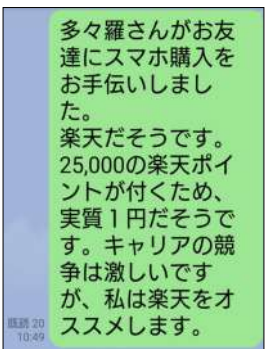 多々羅さんがお友
達にスマホ購入を
お手伝いしまし
た。
楽天だそうです。
25,000の楽天ポイ
ントが付くため、
実質１円だそうで
す。キャリアの競
争は激しいです
が、私は楽天をオ
ススメします。
既読 20
10:49